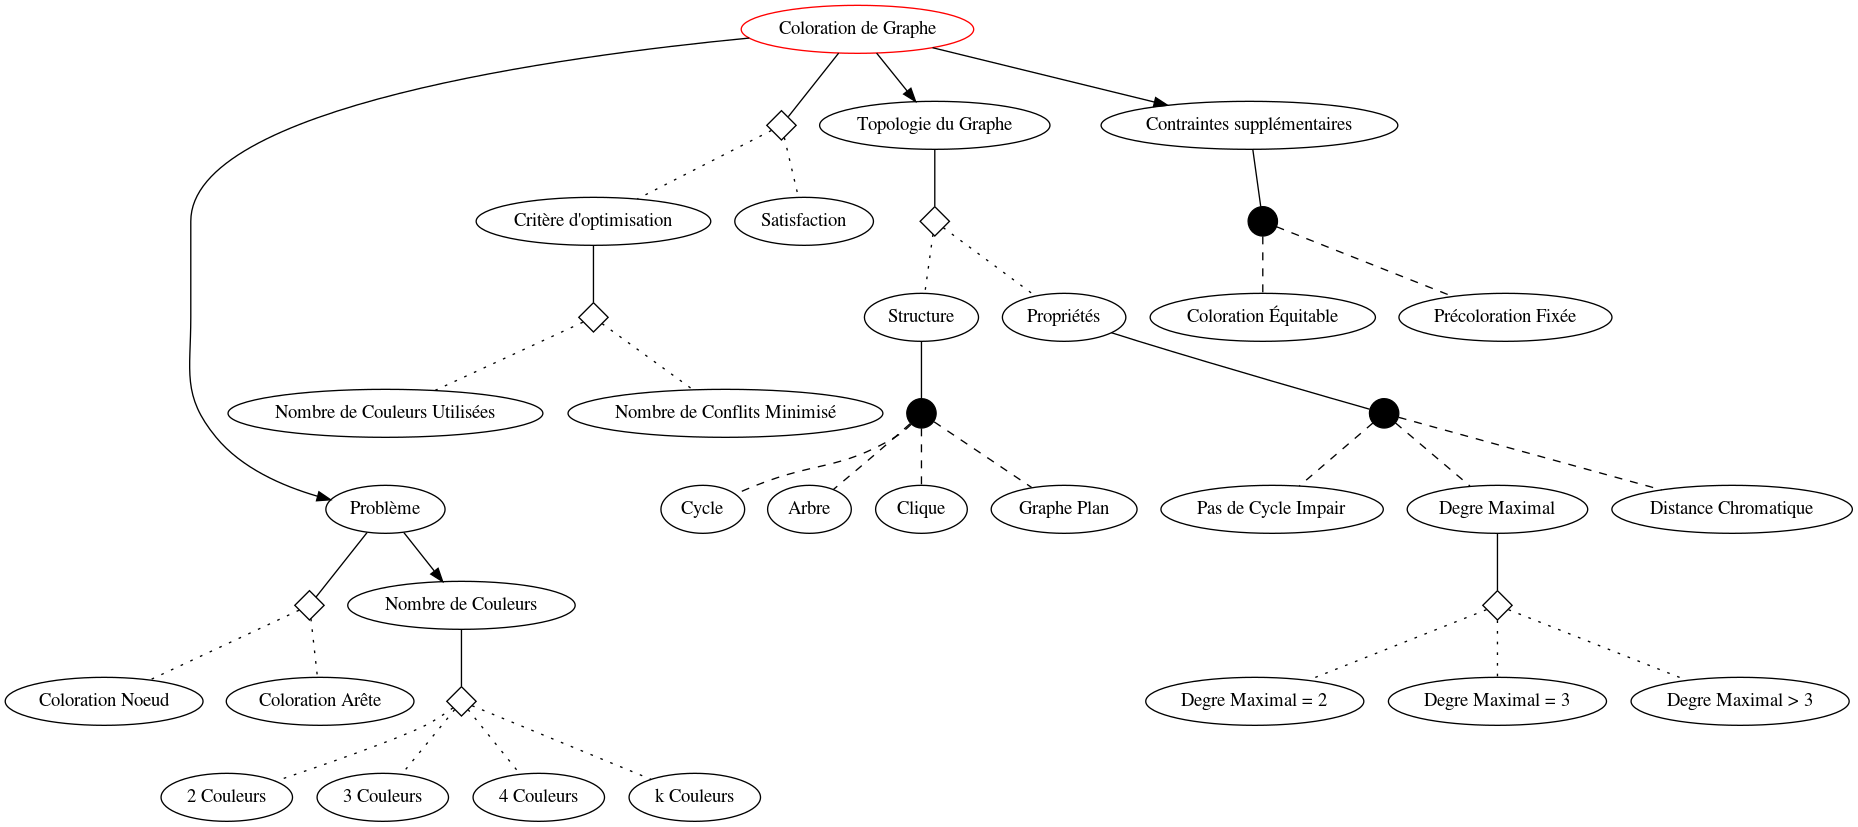 Coloration de Graphe
Topologie du Graphe
Contraintes supplémentaires
Critère d'optimisation
Satisfaction
Structure
Propriétés
Coloration Équitable
Précoloration Fixée
Nombre de Couleurs Utilisées
Nombre de Conflits Minimisé
Problème
Cycle
Arbre
Clique
Graphe Plan
Pas de Cycle Impair
Degre Maximal
Distance Chromatique
Nombre de Couleurs
Coloration Noeud
Coloration Arête
Degre Maximal = 2
Degre Maximal = 3
Degre Maximal > 3
2 Couleurs
3 Couleurs
4 Couleurs
k Couleurs